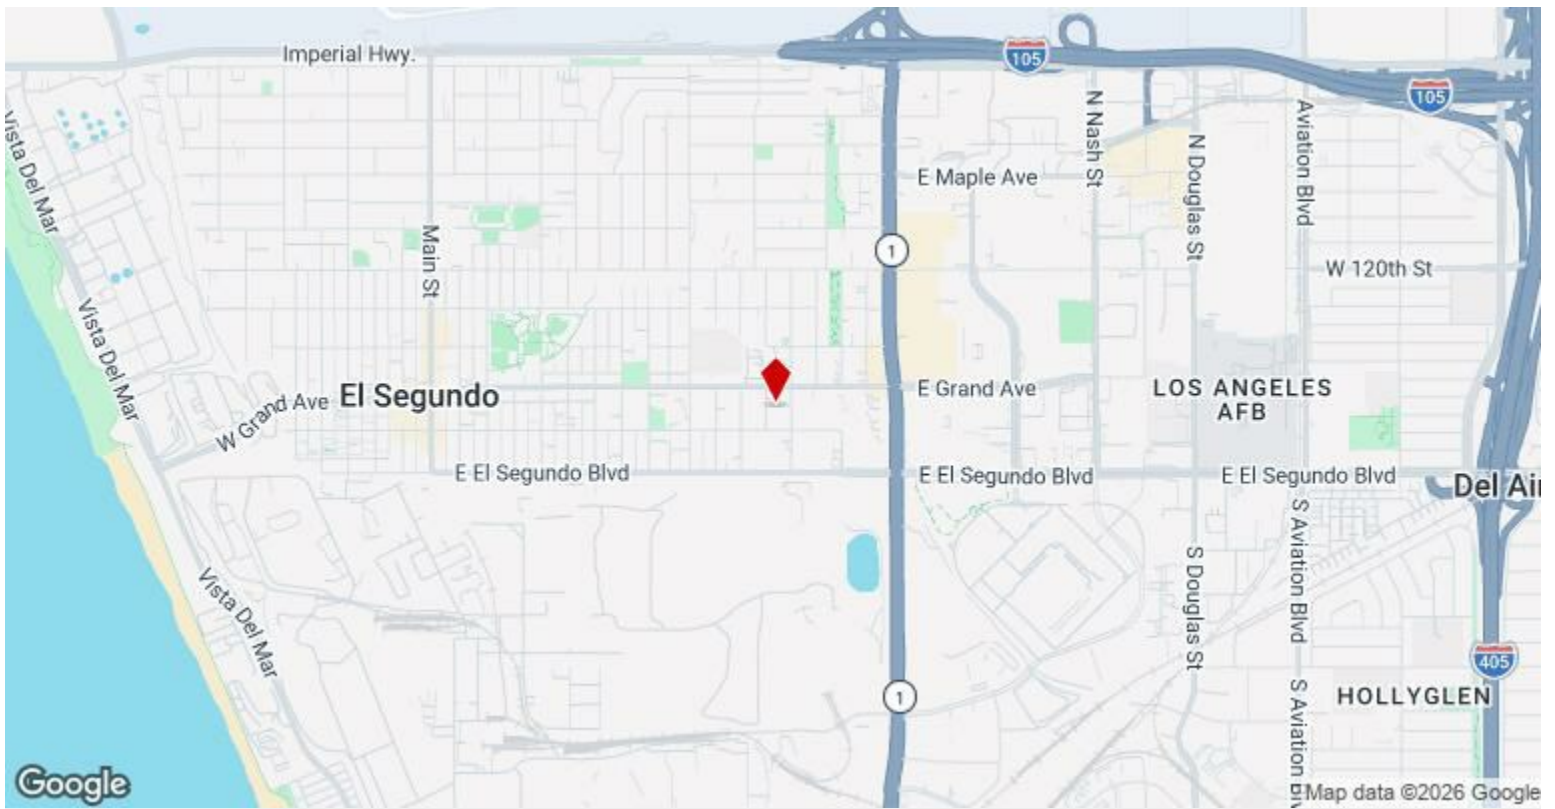 Imperial Hwy.
105
105
Vista Del Mar
N Nash St
Aviation Blvd
N Douglas St
E Maple Ave
Main St
1
W 120th St
Vista Del Mar
E Grand Ave
LOS ANGELES
AFB
El Segundo
W Grand Ave
E El Segundo Blvd
E El Segundo Blvd
E El Segundo Blvd
Del Air
S Aviation Blvd
S Douglas St
Vista Del Mar
405
1
HOLLYGLEN
S Aviation Bl
Google
Map data ©2026 Google